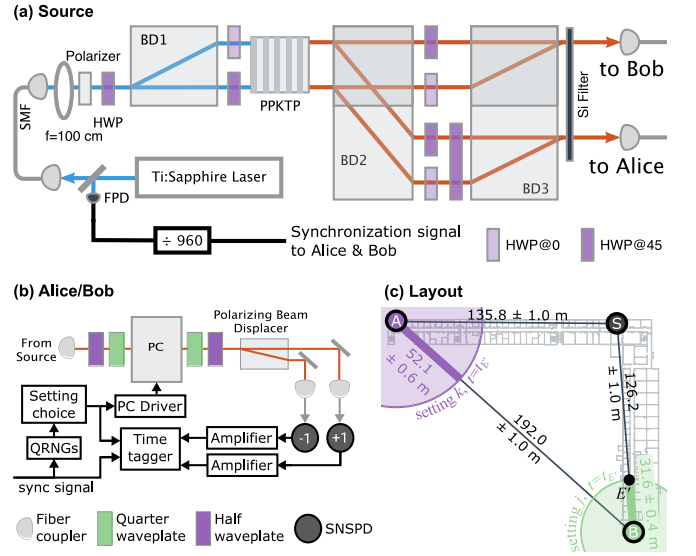 (a) Source
Polarizer
BD1
HWP
SMF
f=100 cm
PPKTP
BD2
BD3
Si Filter
to Bob
to Alice
Ti:Sapphire Laser
FPD
÷ 960
Synchronization signal
to Alice & Bob
HWP@0
HWP@45
(b) Alice/Bob
From
Source
PC
Polarizing Beam
Displacer
Setting
choice
PC Driver
QRNGs
Time
tagger
Amplifier
-1
+1
Amplifier
sync signal
Fiber
coupler
Quarter
waveplate
Half
waveplate
SNSPD
(c) Layout
A
135.8 ± 1.0 m
S
52.1
± 0.6 m
setting k, t=tE'
126.2
± 1.0 m
192.0
± 1.0 m
E'
31.6 ± 0.4 m
setting j, t=tE'
B